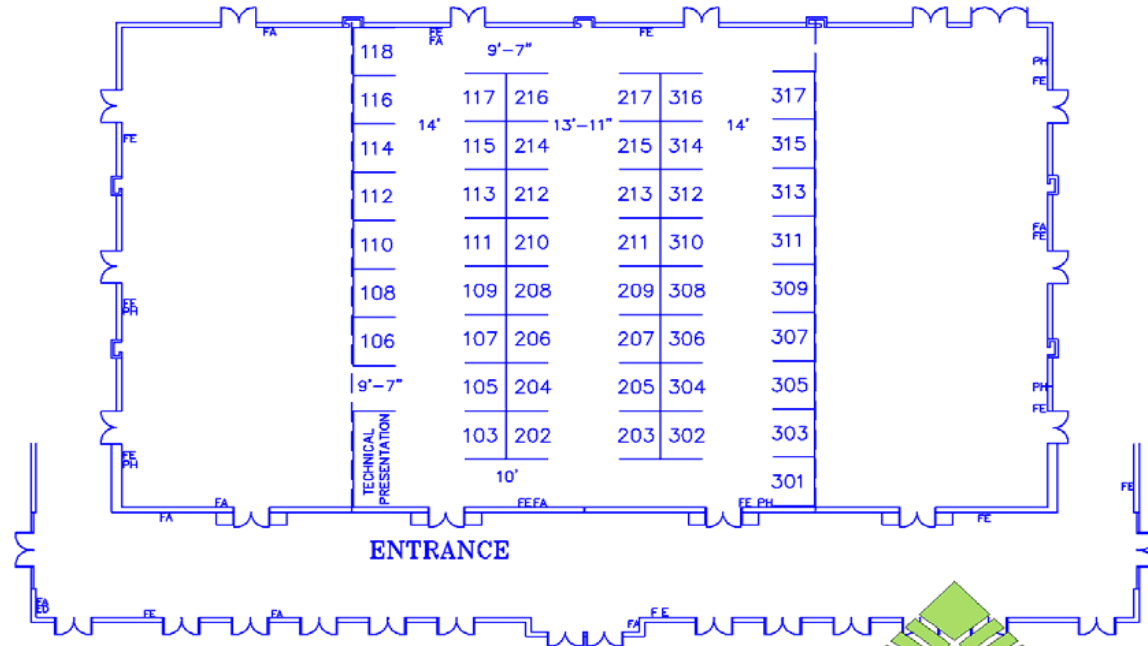 FA FE FE
FA
118 9'-7"
PH
FE
116 117 216 217 316 317
14' 13'-11" 14'
FE
114 115 214 215 314 315
112 113 212 213 312 313
FA
FE
110 111 210 211 310 311
108 109 208 209 308 309
FE
PH
106 107 206 207 306 307
9'-7" 105 204 205 304 305
PH
FE
103 202 203 302 303
TECHNICAL
PRESENTATION
FE
PH
10' 301
FE
FA FE FA FE PH
FA FE
ENTRANCE
FA
FE FA F E
FA